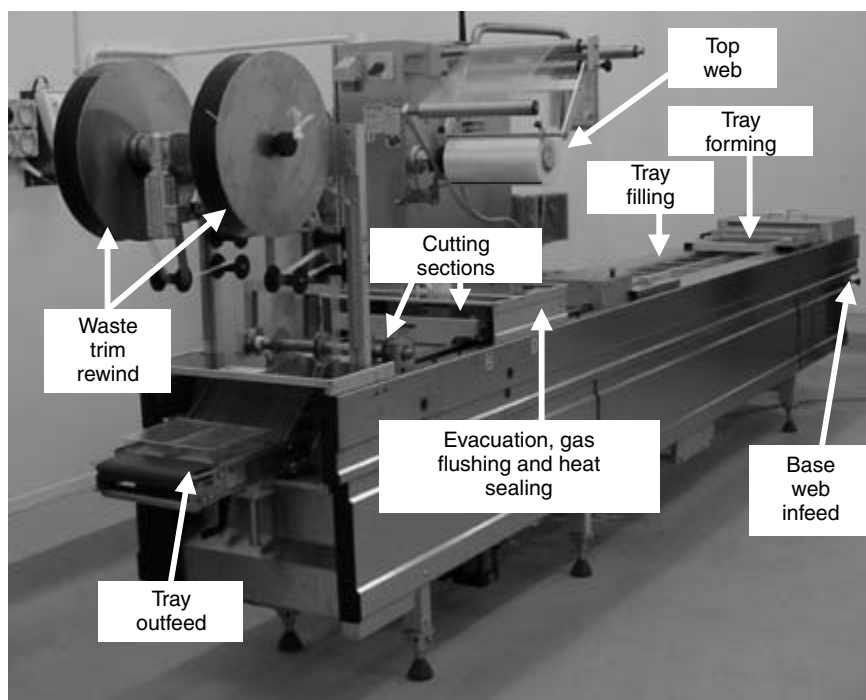 Top
web
Tray
forming
Tray
filling
Cutting
sections
Waste
trim
rewind
Evacuation, gas
flushing and heat
sealing
Base
web
infeed
Tray
outfeed